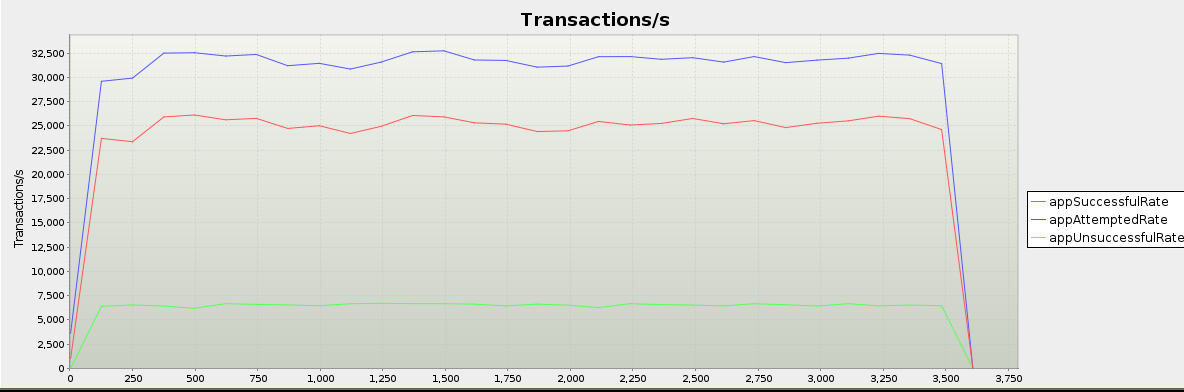 Transactions/s
Transactions/s
32,500
30,000
27,500
25,000
22,500
20,000
17,500
15,000
12,500
10,000
7,500
5,000
2,500
0
0 250 500 750 1,000 1,250 1,500 1,750 2,000 2,250 2,500 2,750 3,000 3,250 3,500 3,750
appSuccessfulRate
appAttemptedRate
appUnsuccessfulRate